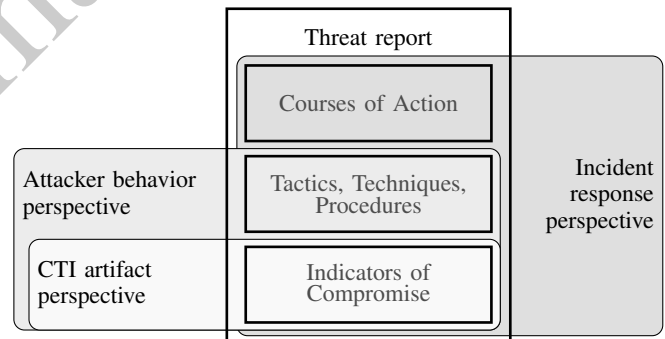 Threat report
Courses of Action
Attacker behavior
perspective
Tactics, Techniques,
Procedures
Incident
response
perspective
CTI artifact
perspective
Indicators of
Compromise